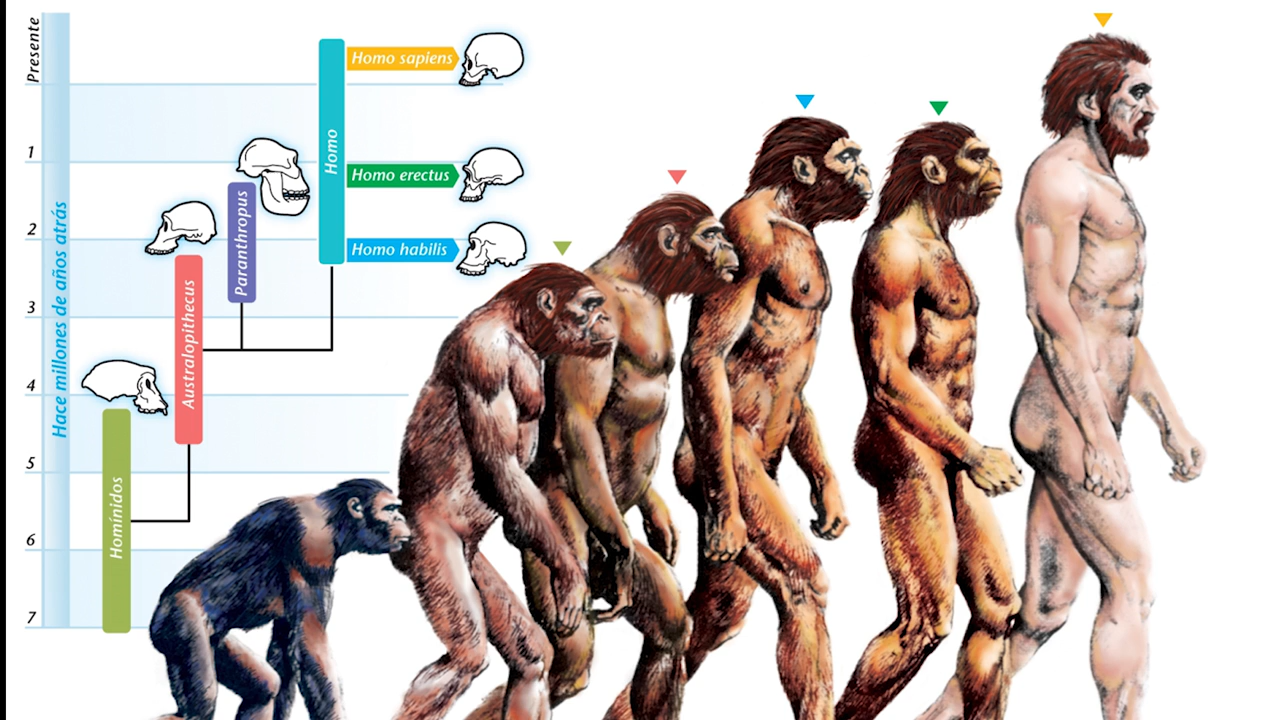 Presente
1
2
3
4
5
6
7
Hace millones de años atrás
Homínidos
Australopithecus
Paranthropus
Homo
Homo sapiens
Homo erectus
Homo habilis